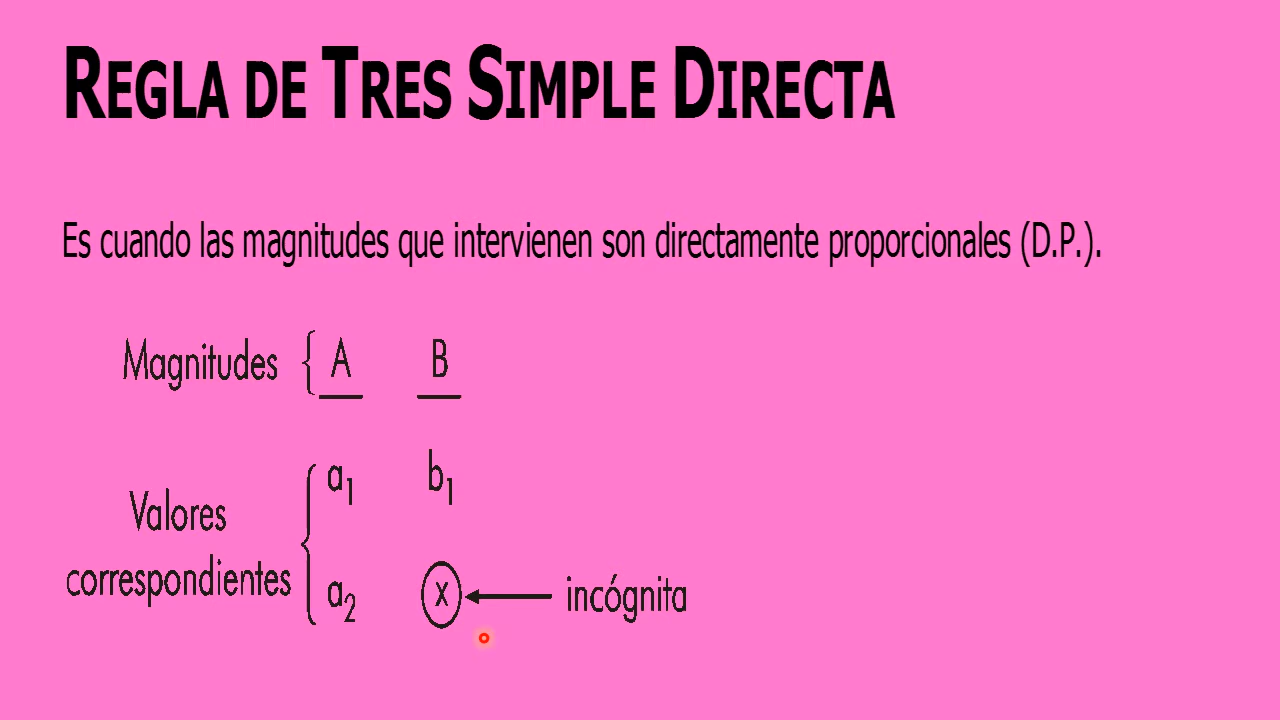 REGLA DE TRES SIMPLE DIRECTA
Es cuando las magnitudes que intervienen son directamente proporcionales (D.P.).
Magnitudes { A B
a₁ b₁
Valores
correspondientes {
a₂ x ← incógnita